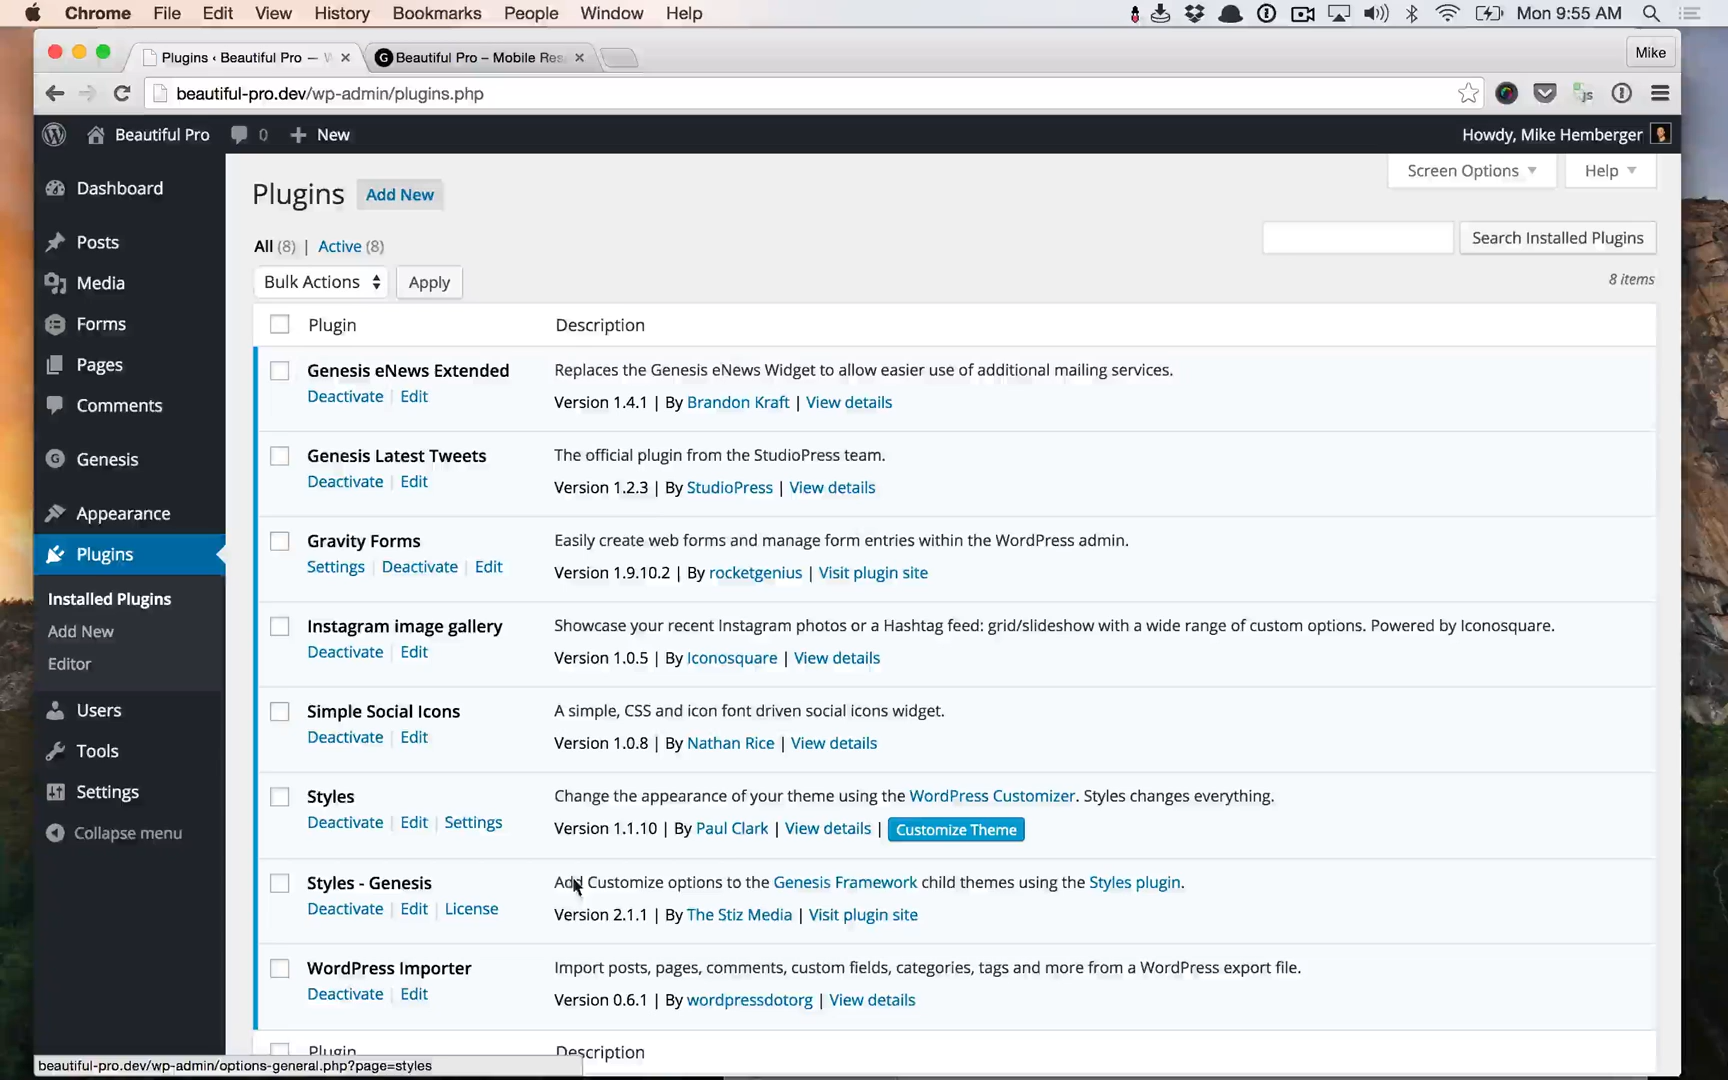 Chrome File Edit View History Bookmarks People Window Help Mon 9:55 AM
Plugins ‹ Beautiful Pro — W Beautiful Pro – Mobile Res Mike
beautiful-pro.dev/wp-admin/plugins.php
Beautiful Pro 0 + New Howdy, Mike Hemberger
Screen Options Help
Plugins Add New
All (8) | Active (8)
Search Installed Plugins
Bulk Actions Apply
8 items
Dashboard
Posts
Media
Forms
Pages
Comments
Genesis
Appearance
Plugins
Installed Plugins
Add New
Editor
Users
Tools
Settings
Collapse menu
Plugin Description
Genesis eNews Extended Replaces the Genesis eNews Widget to allow easier use of additional mailing services.
Deactivate | Edit Version 1.4.1 | By Brandon Kraft | View details
Genesis Latest Tweets The official plugin from the StudioPress team.
Deactivate | Edit Version 1.2.3 | By StudioPress | View details
Gravity Forms Easily create web forms and manage form entries within the WordPress admin.
Settings | Deactivate | Edit Version 1.9.10.2 | By rocketgenius | Visit plugin site
Instagram image gallery Showcase your recent Instagram photos or a Hashtag feed: grid/slideshow with a wide range of custom options. Powered by Iconosquare.
Deactivate | Edit Version 1.0.5 | By Iconosquare | View details
Simple Social Icons A simple, CSS and icon font driven social icons widget.
Deactivate | Edit Version 1.0.8 | By Nathan Rice | View details
Styles Change the appearance of your theme using the WordPress Customizer. Styles changes everything.
Deactivate | Edit | Settings Version 1.1.10 | By Paul Clark | View details | Customize Theme
Styles - Genesis Add Customize options to the Genesis Framework child themes using the Styles plugin.
Deactivate | Edit | License Version 2.1.1 | By The Stiz Media | Visit plugin site
WordPress Importer Import posts, pages, comments, custom fields, categories, tags and more from a WordPress export file.
Deactivate | Edit Version 0.6.1 | By wordpressdotorg | View details
Plugin Description
beautiful-pro.dev/wp-admin/options-general.php?page=styles